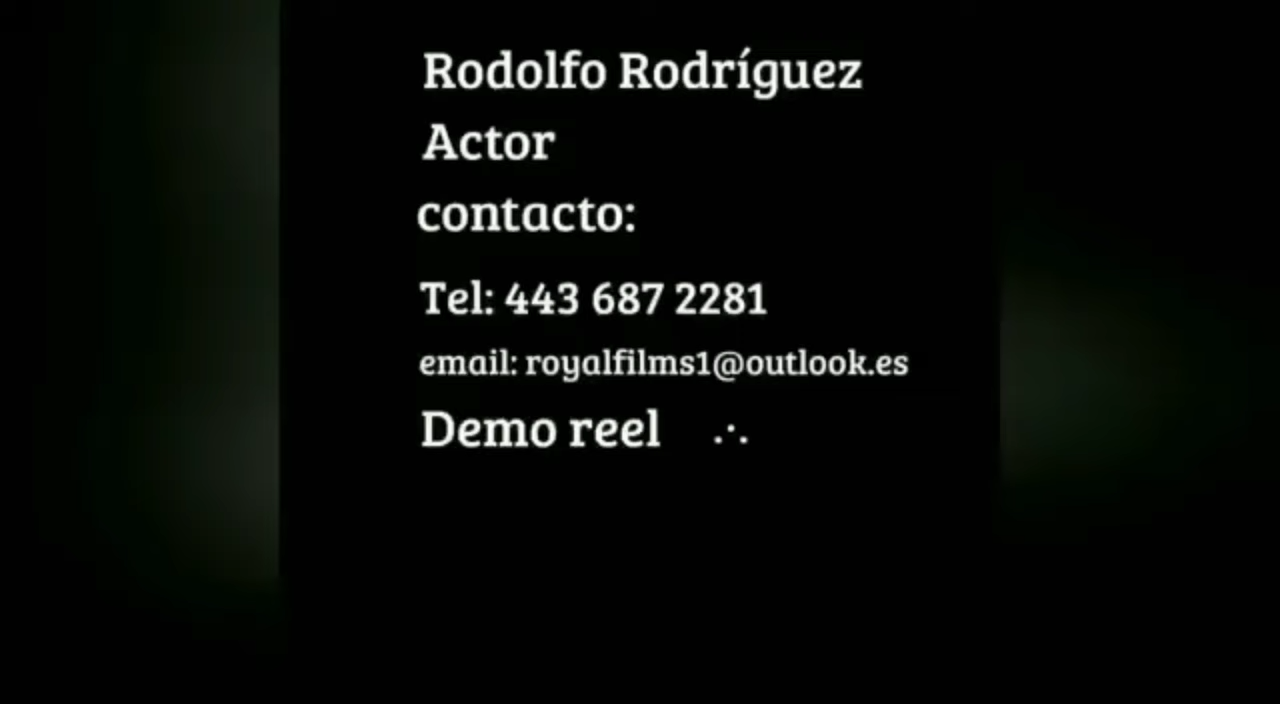 Rodolfo Rodríguez
Actor
contacto:
Tel: 443 687 2281
email: royalfilms1@outlook.es
Demo reel .·.